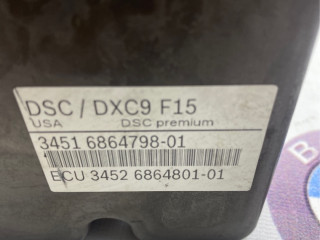 DSC / DXC9 F15
USA DSC premium
3451 6864798-01
ECU 3452 6864801-01
B